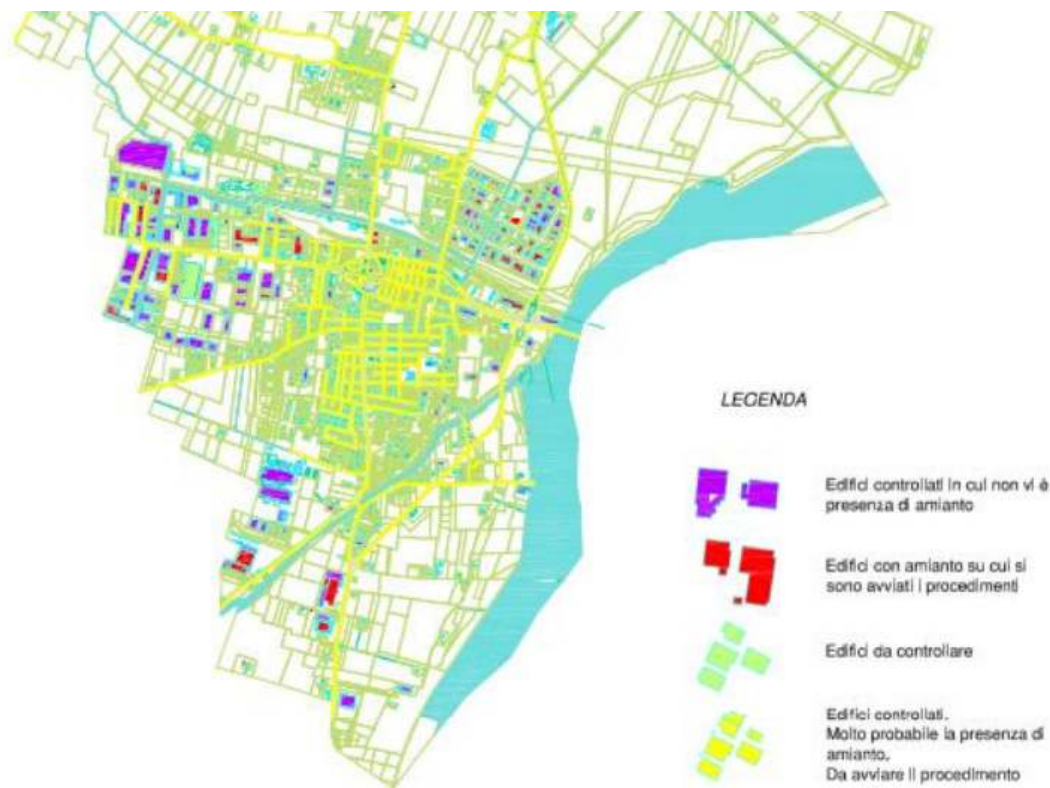 LEGENDA
Edifici controllati in cui non vi è
presenza di amianto
Edifici con amianto su cui si
sono avviati i procedimenti
Edifici da controllare
Edifici controllati.
Molto probabile la presenza di
amianto.
Da avviare il procedimento